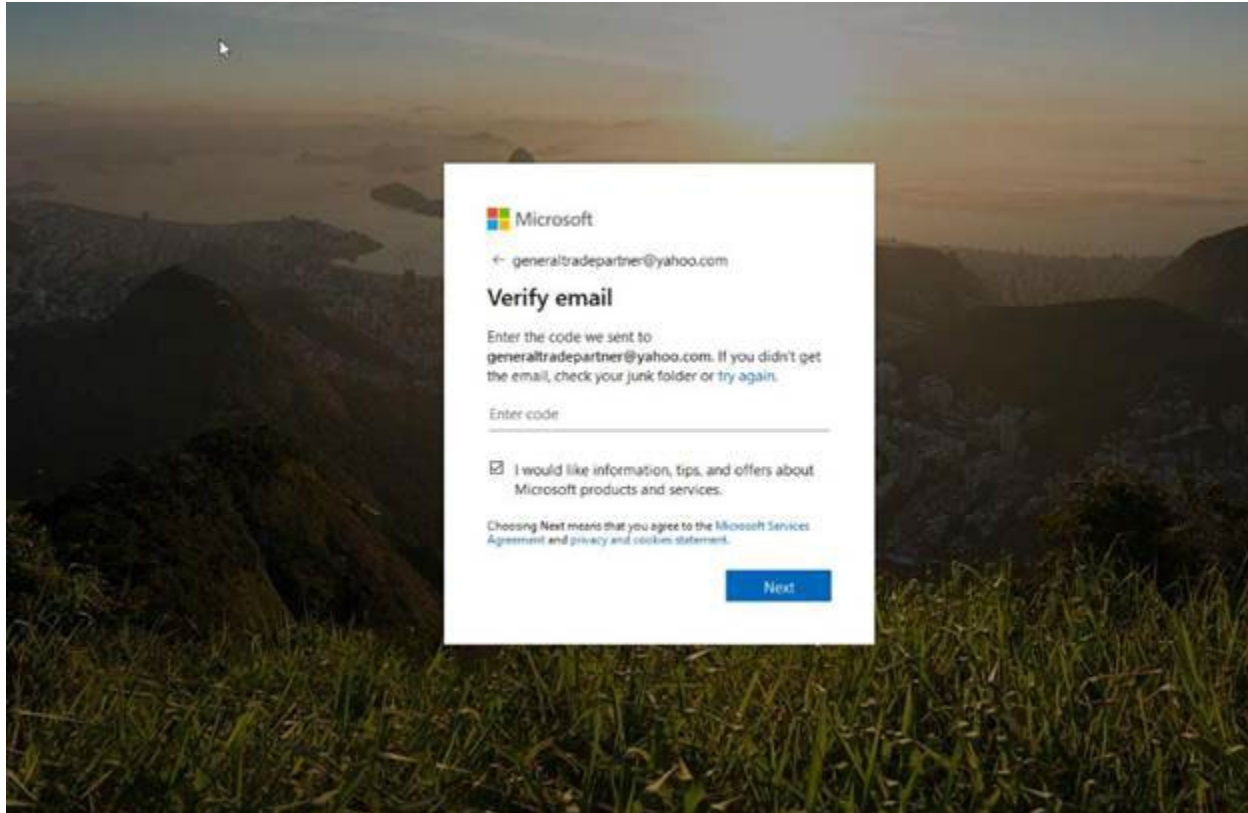 Microsoft
← generaltradepartner@yahoo.com
Verify email
Enter the code we sent to
generaltradepartner@yahoo.com. If you didn't get
the email, check your junk folder or try again.
Enter code
I would like information, tips, and offers about
Microsoft products and services.
Choosing Next means that you agree to the Microsoft Services
Agreement and privacy and cookies statement.
Next